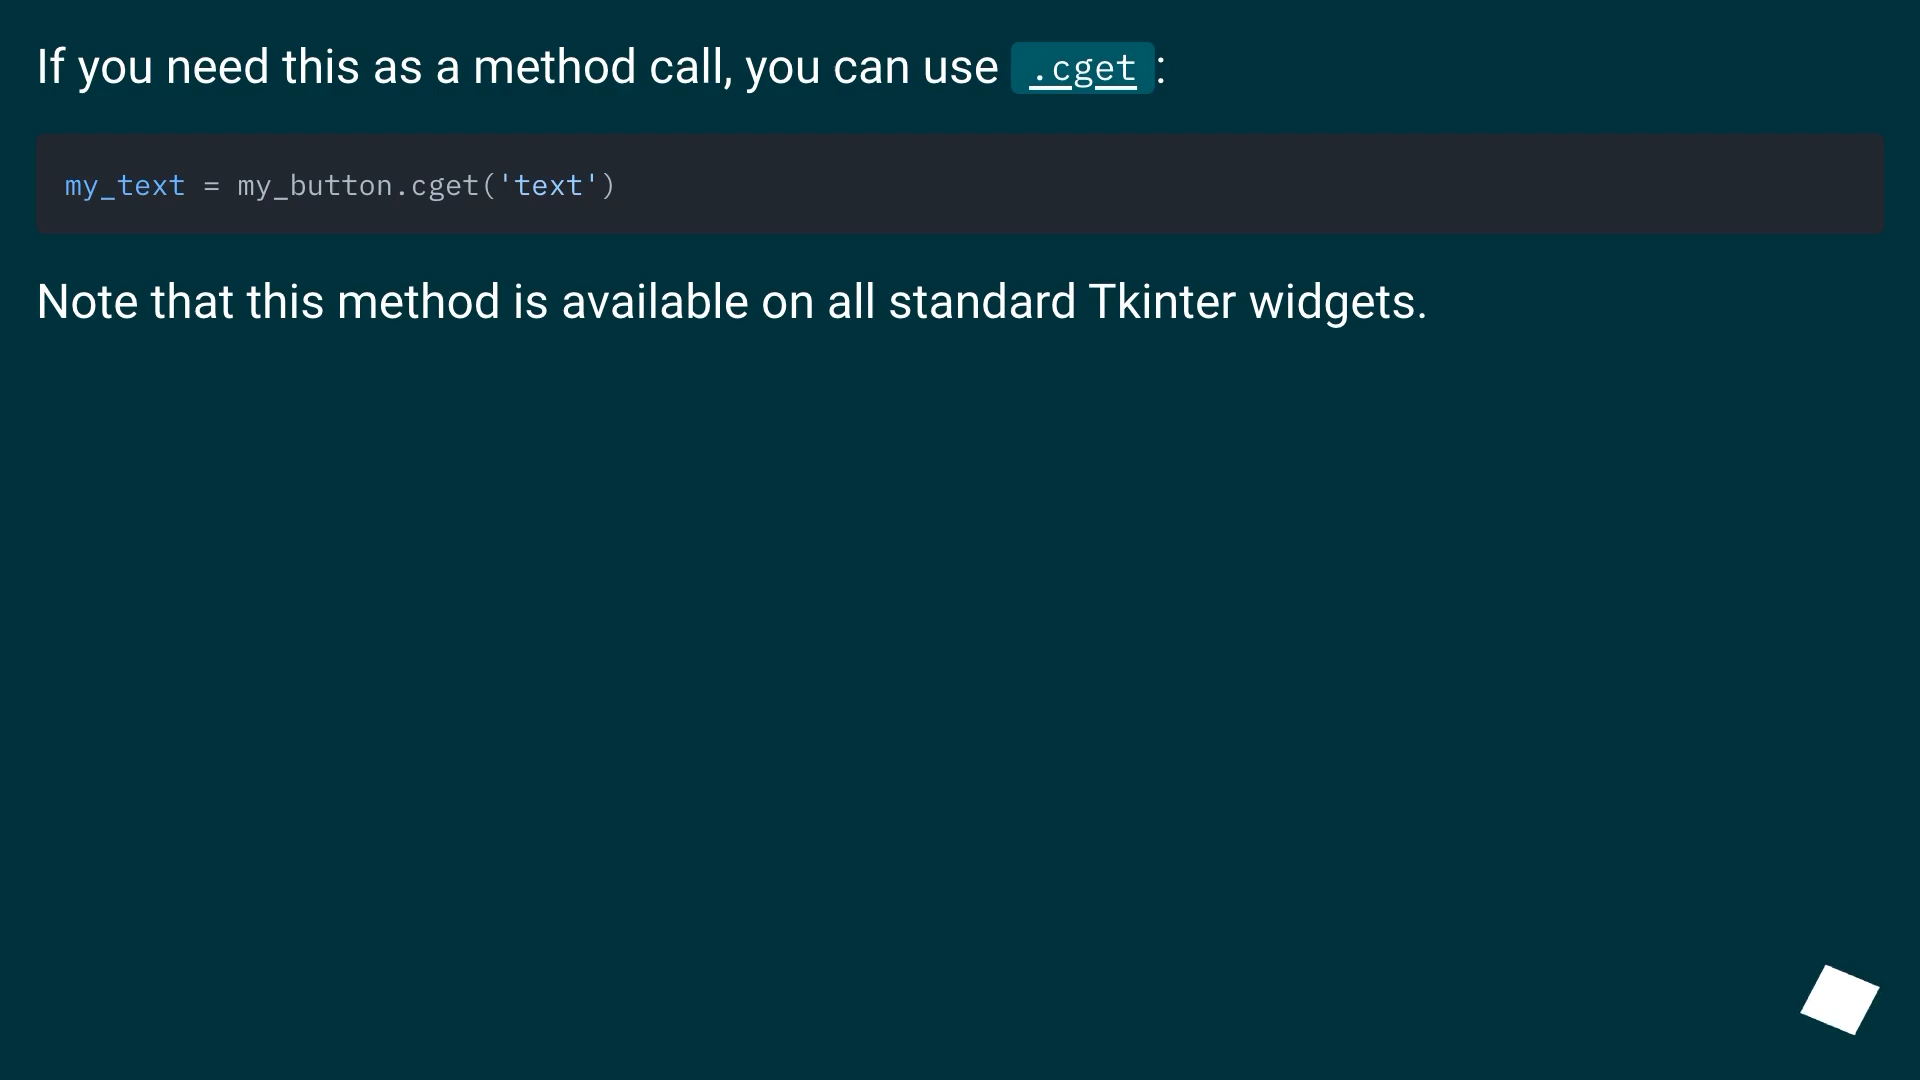 If you need this as a method call, you can use .cget:
my_text = my_button.cget('text')
Note that this method is available on all standard Tkinter widgets.